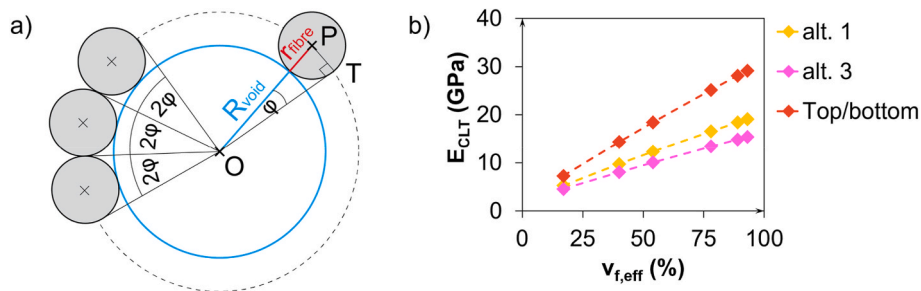 a)
r_fibre
P
T
R_void
φ
2φ
2φ
2φ
O
b)
E_CLT (GPa)
40
30
20
10
0
0
25
50
75
100
v_f,eff (%)
alt. 1
alt. 3
Top/bottom